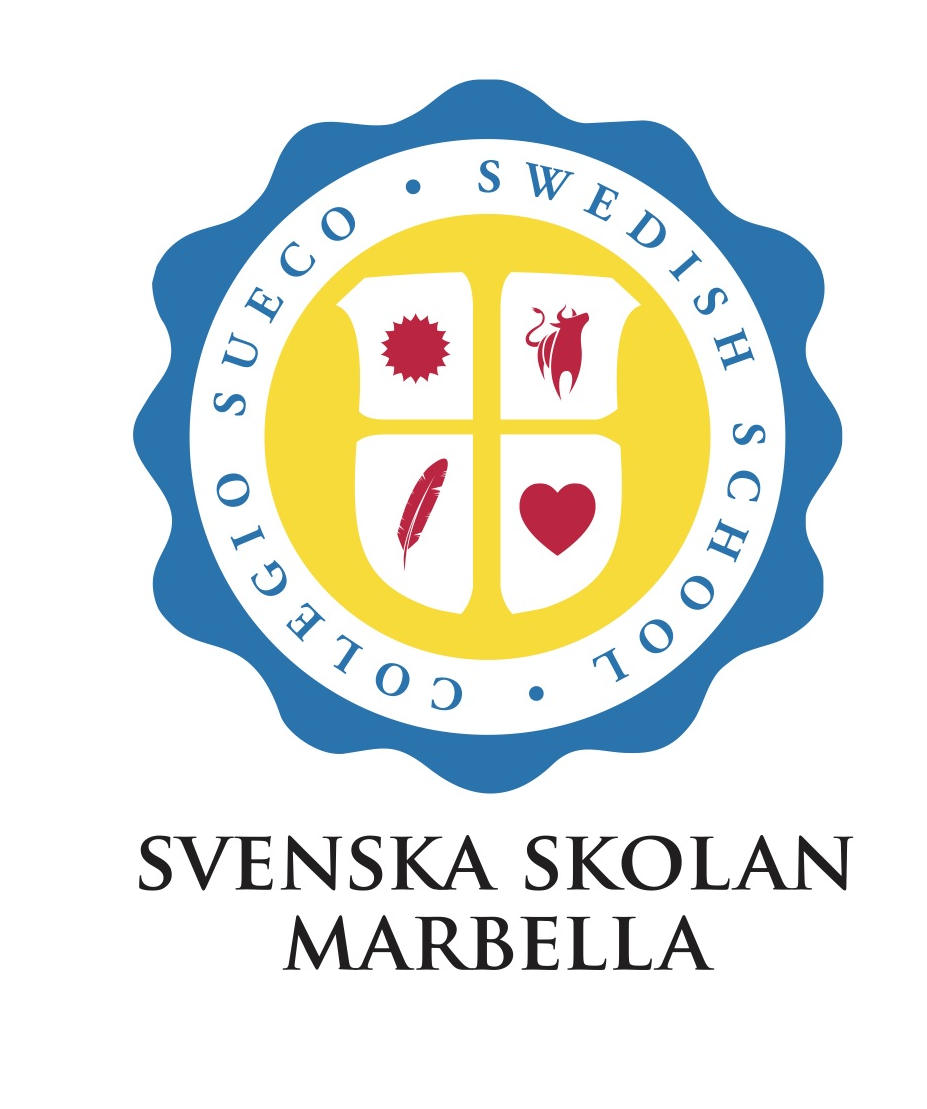 • SWEDISH SCHOOL
• COLEGIO SUECO
SVENSKA SKOLAN
MARBELLA